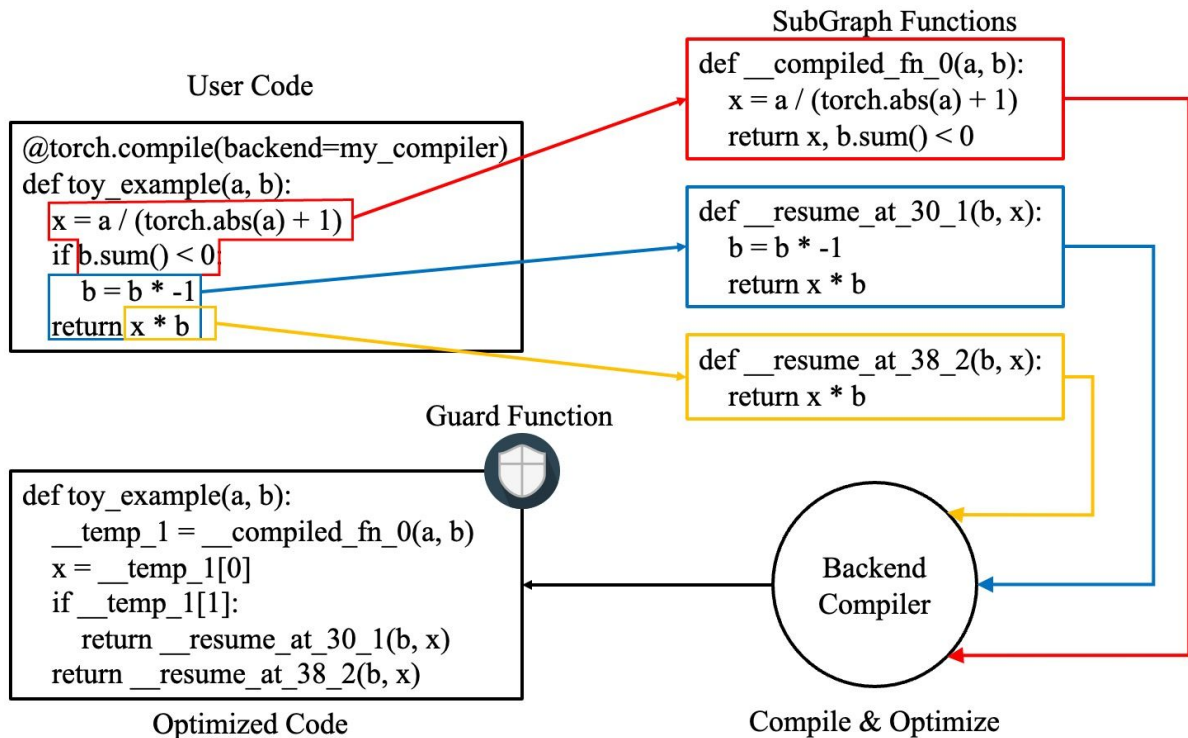 User Code
@torch.compile(backend=my_compiler)
def toy_example(a, b):
    x = a / (torch.abs(a) + 1)
    if b.sum() < 0:
        b = b * -1
    return x * b
SubGraph Functions
def __compiled_fn_0(a, b):
    x = a / (torch.abs(a) + 1)
    return x, b.sum() < 0
def __resume_at_30_1(b, x):
    b = b * -1
    return x * b
def __resume_at_38_2(b, x):
    return x * b
Guard Function
def toy_example(a, b):
    __temp_1 = __compiled_fn_0(a, b)
    x = __temp_1[0]
    if __temp_1[1]:
        return __resume_at_30_1(b, x)
    return __resume_at_38_2(b, x)
Optimized Code
Backend
Compiler
Compile & Optimize